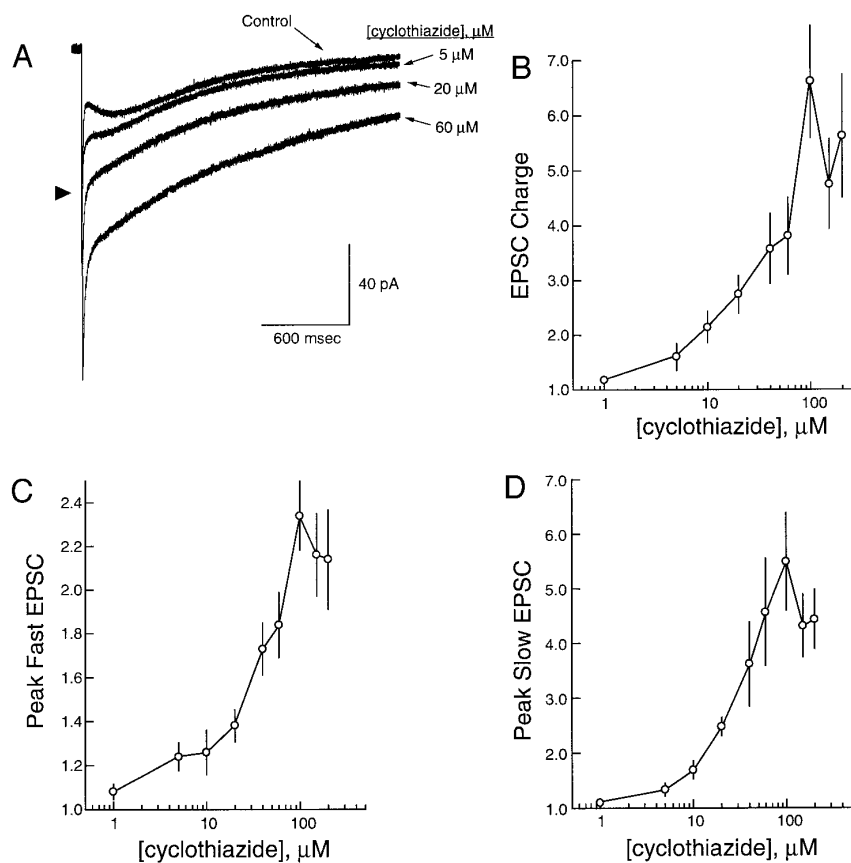 A
Control
[cyclothiazide], μM
5 μM
20 μM
60 μM
40 pA
600 msec
B
EPSC Charge
7.0
6.0
5.0
4.0
3.0
2.0
1.0
1
10
100
[cyclothiazide], μM
C
Peak Fast EPSC
2.4
2.2
2.0
1.8
1.6
1.4
1.2
1.0
1
10
100
[cyclothiazide], μM
D
Peak Slow EPSC
7.0
6.0
5.0
4.0
3.0
2.0
1.0
1
10
100
[cyclothiazide], μM